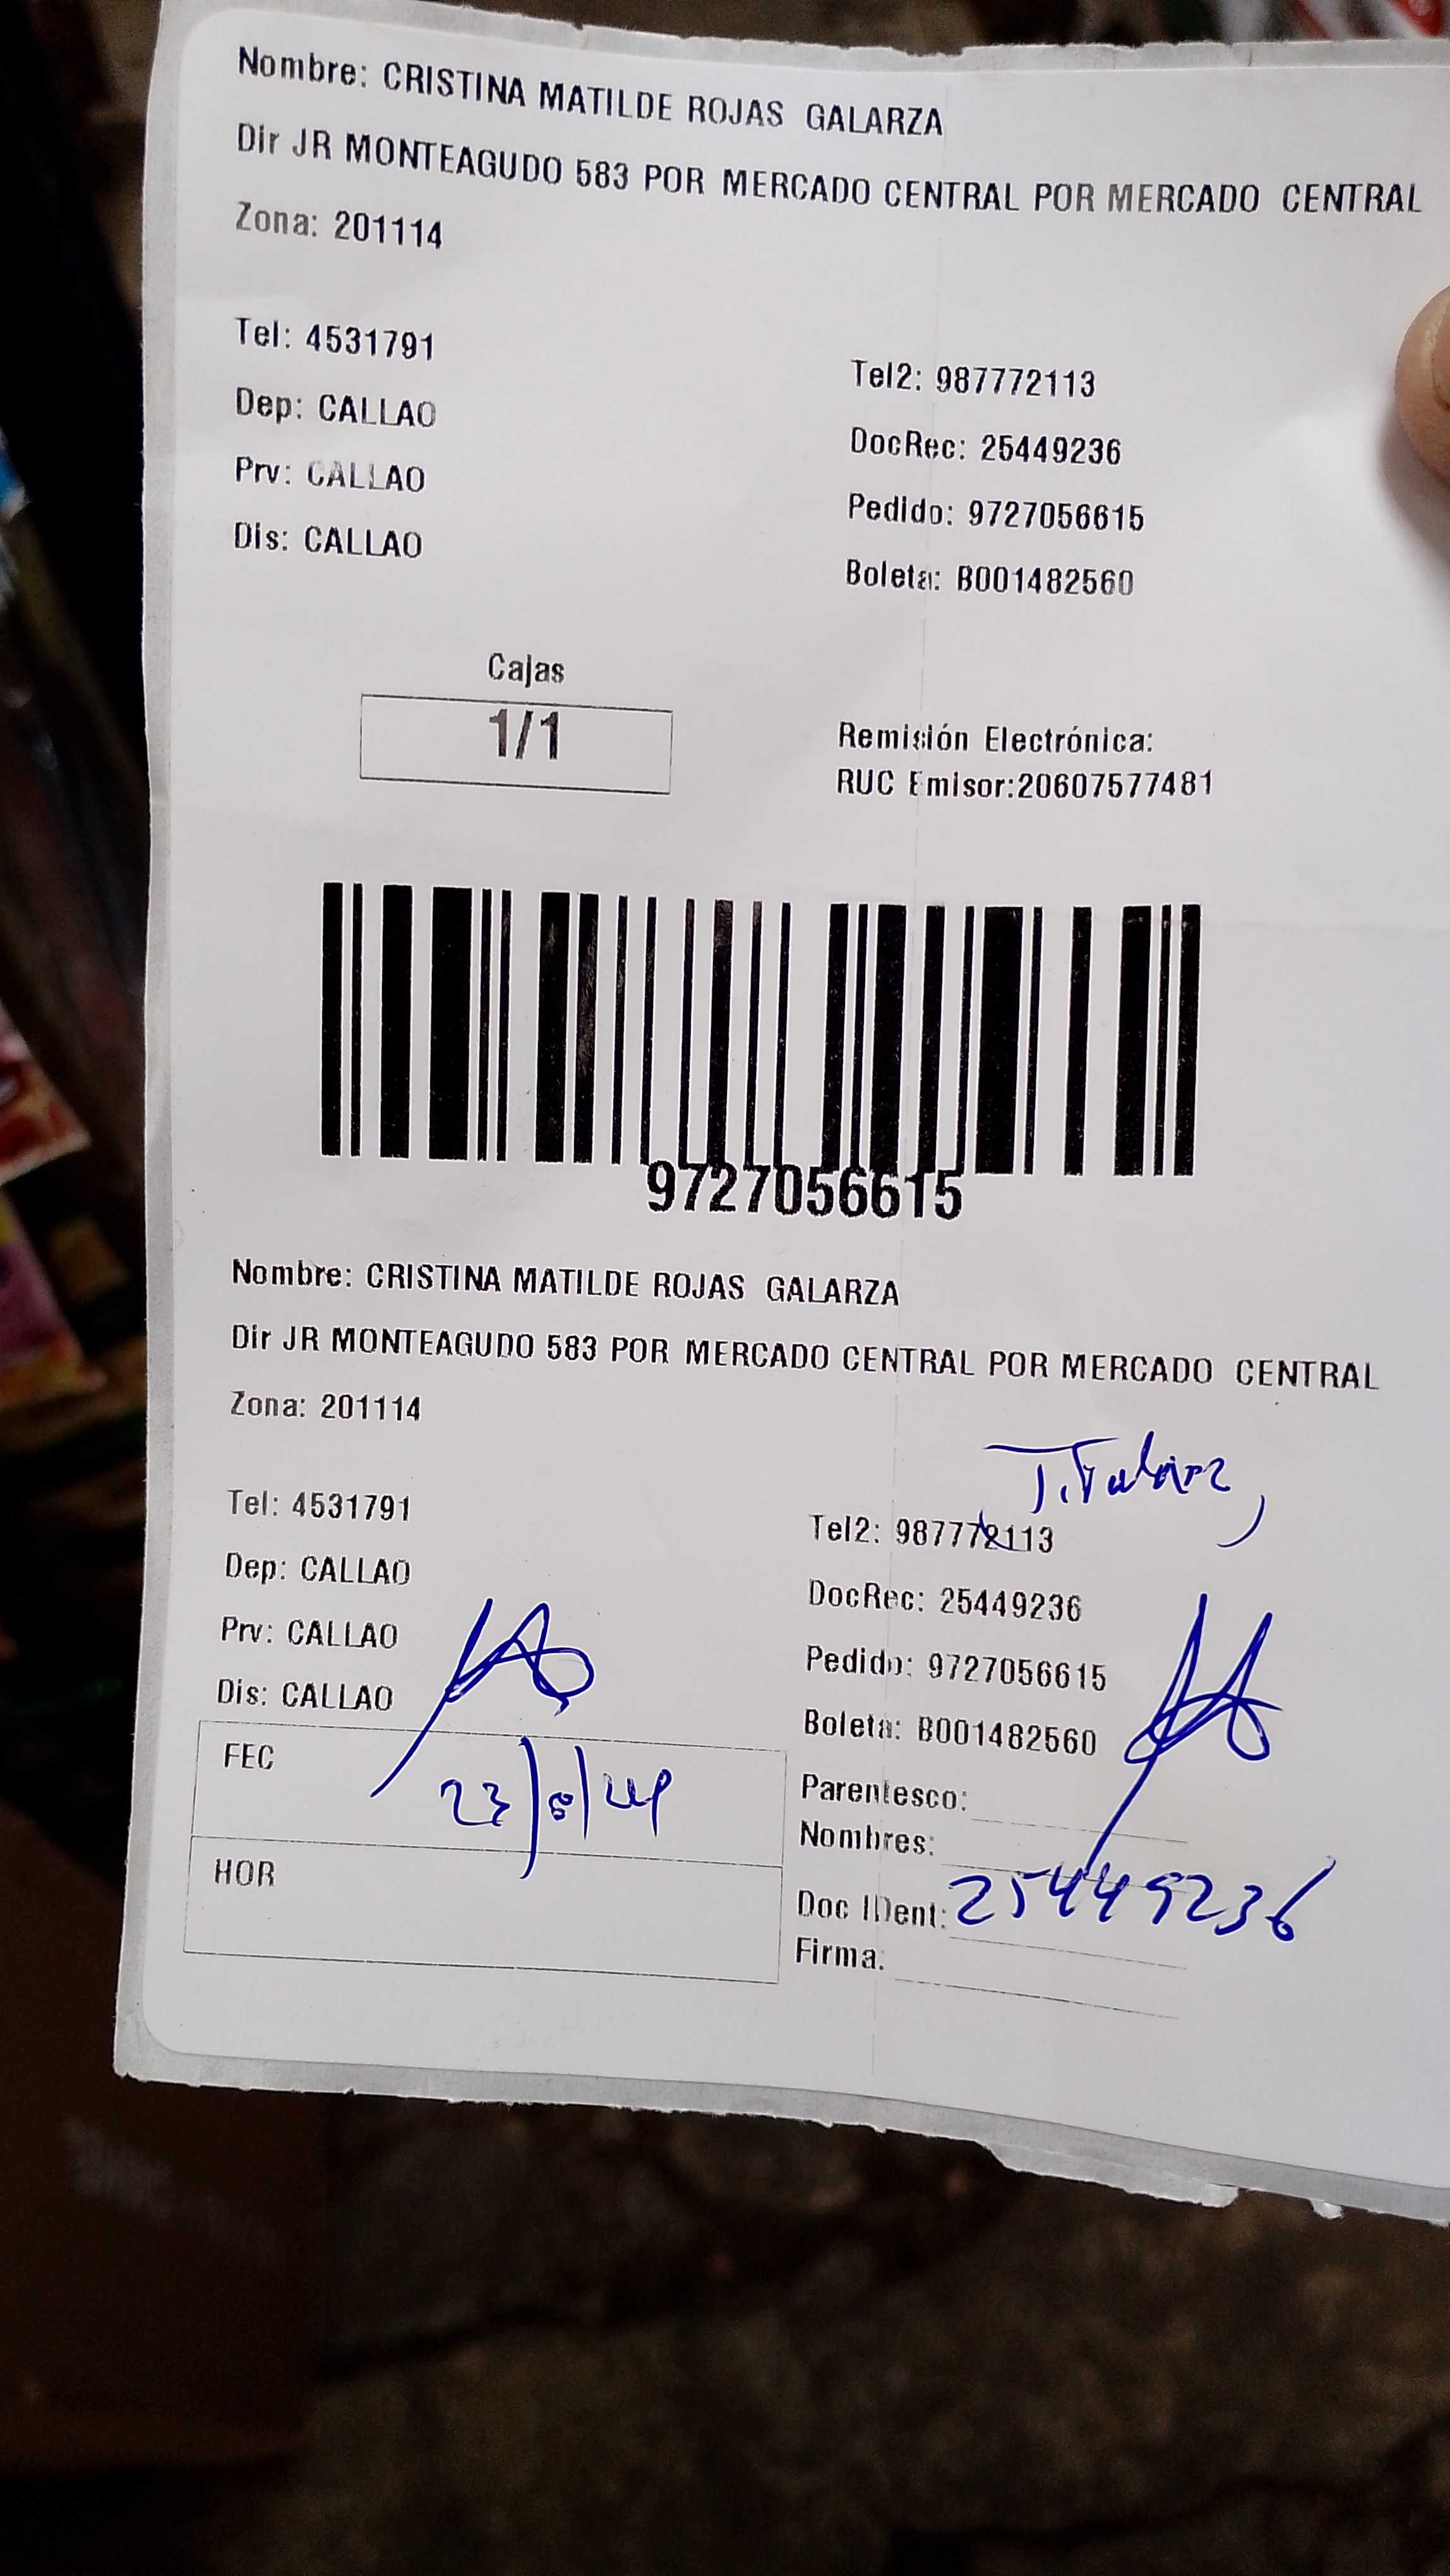 Nombre: CRISTINA MATILDE ROJAS GALARZA
Dir JR MONTEAGUDO 583 POR MERCADO CENTRAL POR MERCADO CENTRAL
Zona: 201114
Tel: 4531791
Tel2: 987772113
Dep: CALLAO
DocRec: 25449236
Prv: CALLAO
Pedido: 9727056615
Dis: CALLAO
Boleta: B001482560
Cajas
1/1
Remisión Electrónica:
RUC Emisor:20607577481
9727056615
Nombre: CRISTINA MATILDE ROJAS GALARZA
Dir JR MONTEAGUDO 583 POR MERCADO CENTRAL POR MERCADO CENTRAL
Zona: 201114
Tel: 4531791
Tel2: 987772113
Dep: CALLAO
DocRec: 25449236
Prv: CALLAO
Pedido: 9727056615
Dis: CALLAO
Boleta: B001482560
FEC
Parentesco:
Nombres:
HOR
Doc IDent: 25449236
Firma: